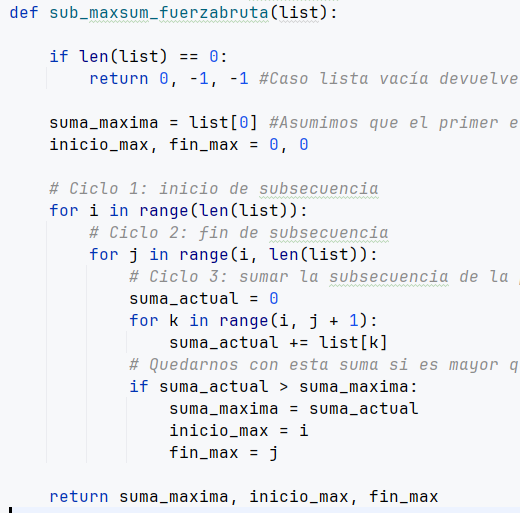 def sub_maxsum_fuerzabruta(list):
if len(list) == 0:
return 0, -1, -1 #Caso lista vacía devuelve
suma_maxima = list[0] #Asumimos que el primer e
inicio_max, fin_max = 0, 0
# Ciclo 1: inicio de subsecuencia
for i in range(len(list)):
# Ciclo 2: fin de subsecuencia
for j in range(i, len(list)):
# Ciclo 3: sumar la subsecuencia de la
suma_actual = 0
for k in range(i, j + 1):
suma_actual += list[k]
# Quedarnos con esta suma si es mayor q
if suma_actual > suma_maxima:
suma_maxima = suma_actual
inicio_max = i
fin_max = j
return suma_maxima, inicio_max, fin_max